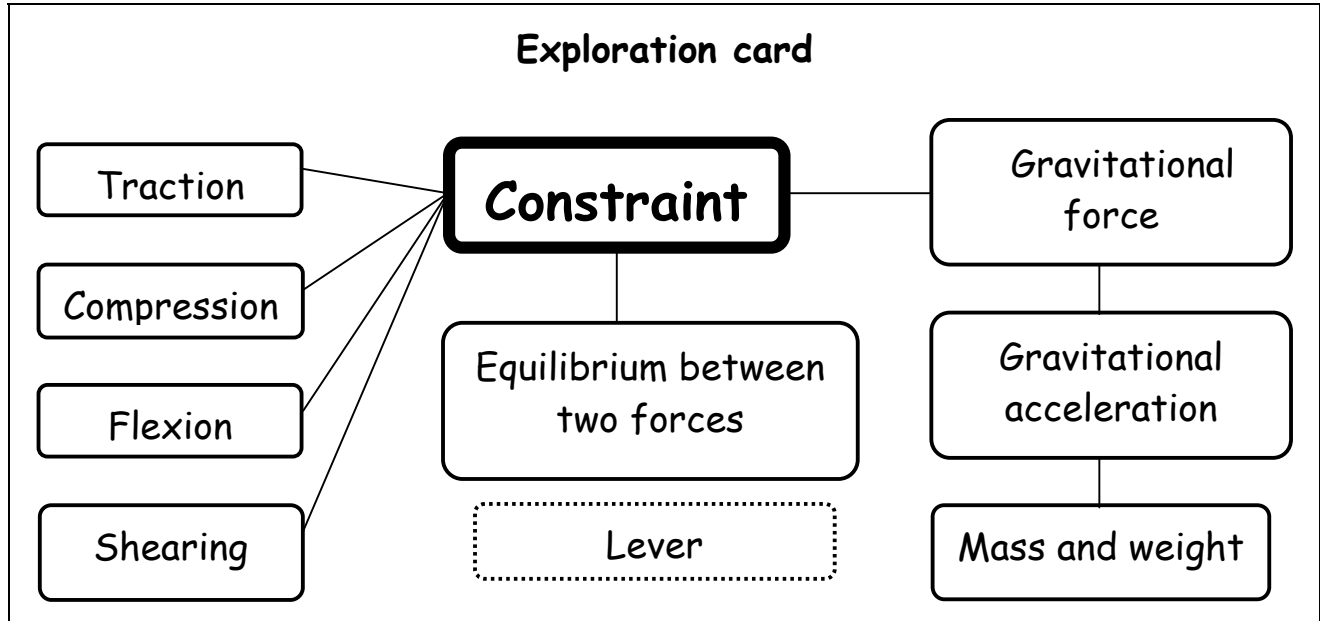 Exploration card
Traction
Compression
Flexion
Shearing
Constraint
Equilibrium between
two forces
Lever
Gravitational
force
Gravitational
acceleration
Mass and weight